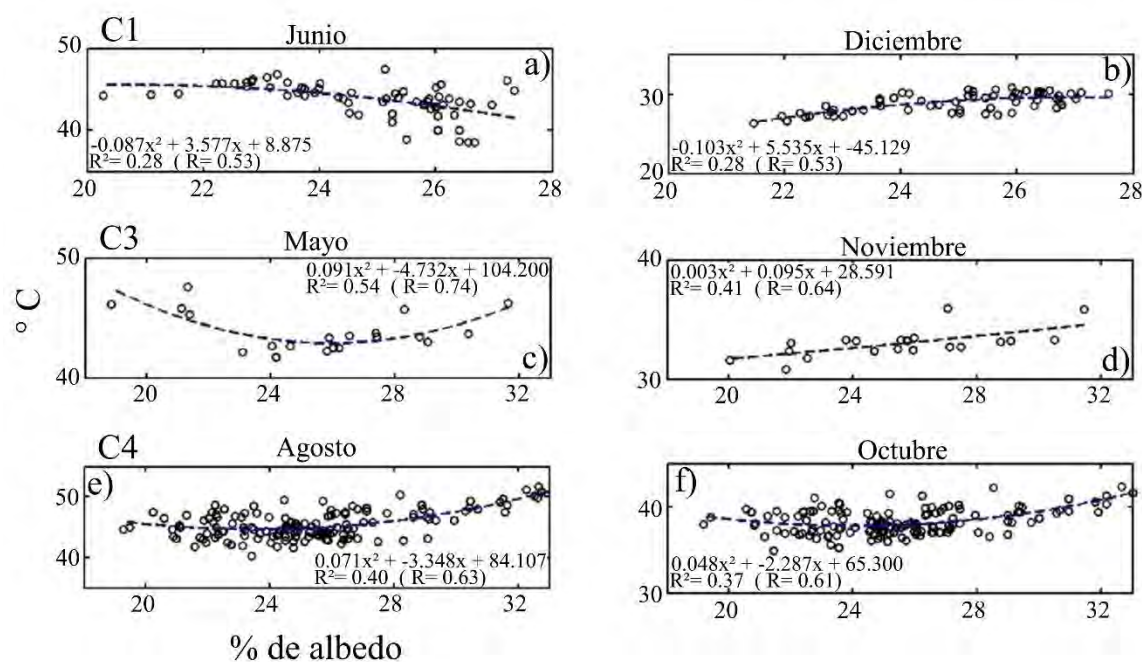 C1
Junio
a)
50
40
-0.087x² + 3.577x + 8.875
R²= 0.28 ( R= 0.53)
20 22 24 26 28
Diciembre
b)
40
30
20
-0.103x² + 5.535x + -45.129
R²= 0.28 ( R= 0.53)
20 22 24 26 28
C3
Mayo
50
40
0.091x² + -4.732x + 104.200
R²= 0.54 ( R= 0.74)
c)
20 24 28 32
Noviembre
40
30
0.003x² + 0.095x + 28.591
R²= 0.41 ( R= 0.64)
d)
20 24 28 32
C4
Agosto
e)
50
40
0.071x² + -3.348x + 84.107
R²= 0.40 ( R= 0.63)
20 24 28 32
Octubre
f)
40
30
0.048x² + -2.287x + 65.300
R²= 0.37 ( R= 0.61)
20 24 28 32
° C
% de albedo